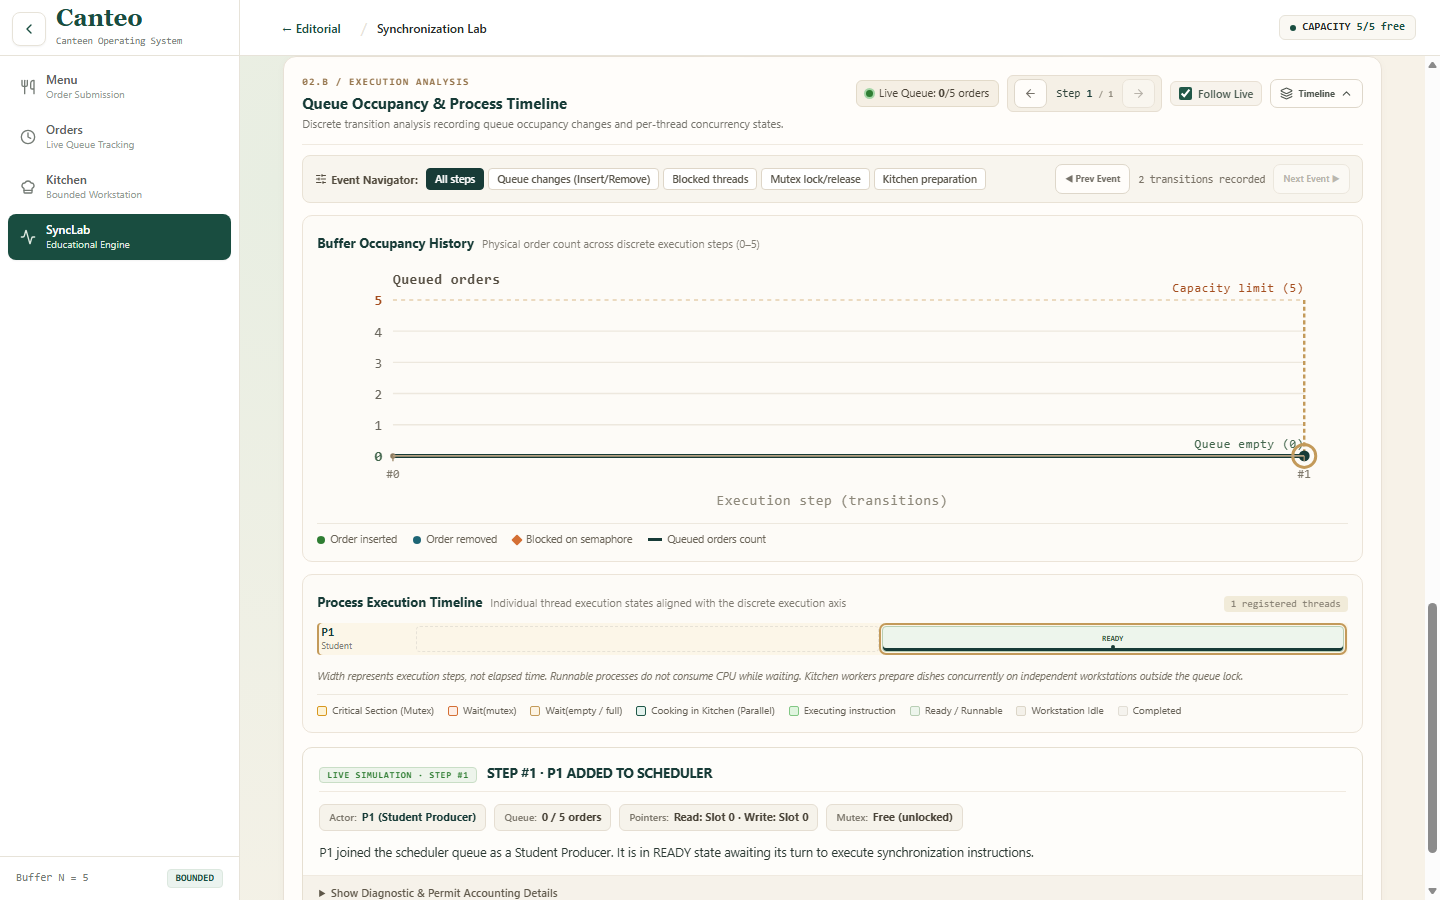 Canteo
Canteen Operating System
← Editorial / Synchronization Lab
CAPACITY 5/5 free
Menu
Order Submission
Orders
Live Queue Tracking
Kitchen
Bounded Workstation
SyncLab
Educational Engine
Buffer N = 5
BOUNDED
02.B / EXECUTION ANALYSIS
Queue Occupancy & Process Timeline
Discrete transition analysis recording queue occupancy changes and per-thread concurrency states.
Live Queue: 0/5 orders
← Step 1 / 1 →
Follow Live
Timeline
Event Navigator: All steps Queue changes (Insert/Remove) Blocked threads Mutex lock/release Kitchen preparation
◀ Prev Event 2 transitions recorded Next Event ▶
Buffer Occupancy History Physical order count across discrete execution steps (0–5)
Queued orders
Capacity limit (5)
5
4
3
2
1
Queue empty (0)
0
#0 #1
Execution step (transitions)
Order inserted Order removed Blocked on semaphore Queued orders count
Process Execution Timeline Individual thread execution states aligned with the discrete execution axis
1 registered threads
P1
Student
READY
Width represents execution steps, not elapsed time. Runnable processes do not consume CPU while waiting. Kitchen workers prepare dishes concurrently on independent workstations outside the queue lock.
Critical Section (Mutex) Wait(mutex) Wait(empty / full) Cooking in Kitchen (Parallel) Executing instruction Ready / Runnable Workstation Idle Completed
LIVE SIMULATION · STEP #1 STEP #1 · P1 ADDED TO SCHEDULER
Actor: P1 (Student Producer) Queue: 0 / 5 orders Pointers: Read: Slot 0 · Write: Slot 0 Mutex: Free (unlocked)
P1 joined the scheduler queue as a Student Producer. It is in READY state awaiting its turn to execute synchronization instructions.
▶ Show Diagnostic & Permit Accounting Details